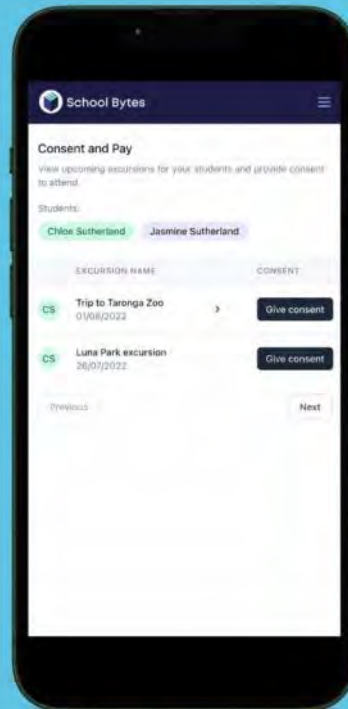 School Bytes
Consent and Pay
View upcoming excursions for your students and provide consent
to attend.
Students:
Chloe Sutherland Jasmine Sutherland
EXCURSION NAME CONSENT
CS Trip to Taronga Zoo > Give consent
01/08/2022
CS Luna Park excursion Give consent
26/07/2022
Previous Next